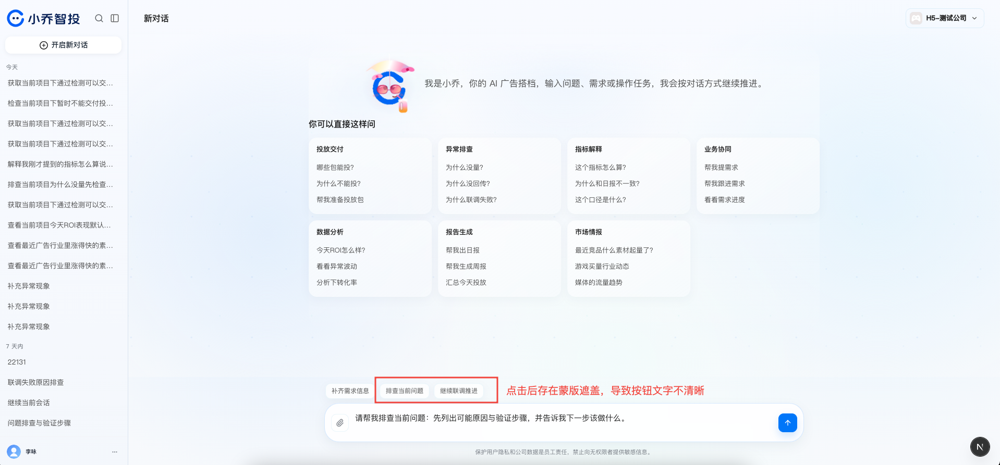 小乔智投
新对话
H5-测试公司
开启新对话
今天
获取当前项目下通过检测可以交...
检查当前项目下暂时不能交付投...
获取当前项目下通过检测可以交...
获取当前项目下通过检测可以交...
解释我刚才提到的指标怎么算说...
排查当前项目为什么没量先检查...
获取当前项目下通过检测可以交...
查看当前项目今天ROI表现默认...
查看最近广告行业里涨得快的素...
查看最近广告行业里涨得快的素...
补充异常现象
补充异常现象
补充异常现象
7 天内
22131
联调失败原因排查
继续当前会话
问题排查与验证步骤
李咏
...
我是小乔，你的 AI 广告搭档，输入问题、需求或操作任务，我会按对话方式继续推进。
你可以直接这样问
投放交付
哪些包能投?
为什么不能投?
帮我准备投放包
异常排查
为什么没量?
为什么没回传?
为什么联调失败?
指标解释
这个指标怎么算?
为什么和日报不一致?
这个口径是什么?
业务协同
帮我提需求
帮我跟进需求
看看需求进度
数据分析
今天ROI怎么样?
看看异常波动
分析下转化率
报告生成
帮我出日报
帮我生成周报
汇总今天投放
市场情报
最近竞品什么素材起量了?
游戏买量行业动态
媒体的流量趋势
补齐需求信息
排查当前问题
继续联调推进
点击后存在蒙版遮盖，导致按钮文字不清晰
请帮我排查当前问题：先列出可能原因与验证步骤，并告诉我下一步该做什么。
保护用户隐私和公司数据是员工责任，禁止向无权限者提供敏感信息。
N